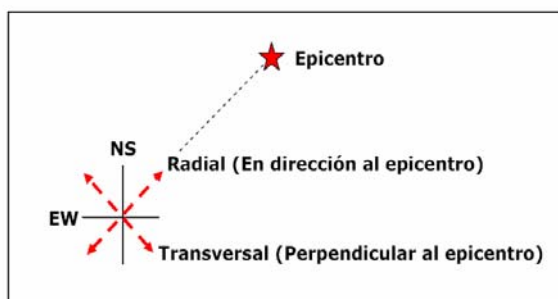 Epicentro
NS
Radial (En dirección al epicentro)
EW
Transversal (Perpendicular al epicentro)